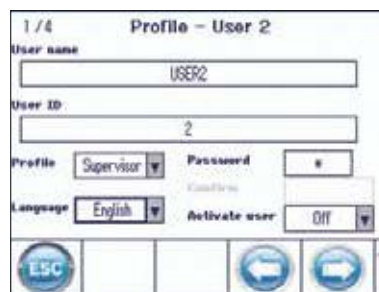 1/4 Profile - User 2
User name
USER2
User ID
2
Profile Supervisor Password *
Confirm
Language English Activate user Off
ESC